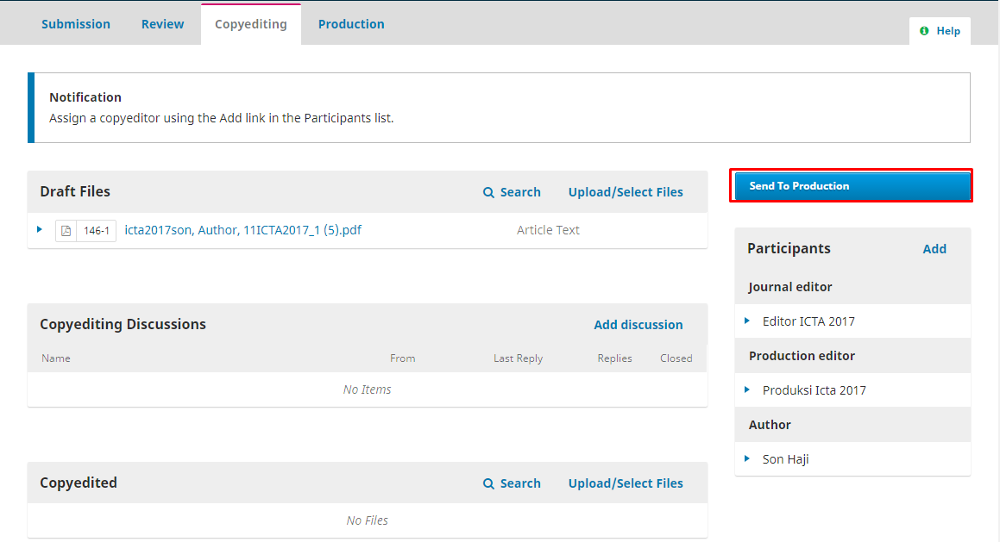 Submission Review Copyediting Production
Help
Notification
Assign a copyeditor using the Add link in the Participants list.
Draft Files Search Upload/Select Files
146-1 icta2017son, Author, 11ICTA2017_1 (5).pdf Article Text
Copyediting Discussions Add discussion
Name From Last Reply Replies Closed
No Items
Copyedited Search Upload/Select Files
No Files
Send To Production
Participants Add
Journal editor
Editor ICTA 2017
Production editor
Produksi Icta 2017
Author
Son Haji